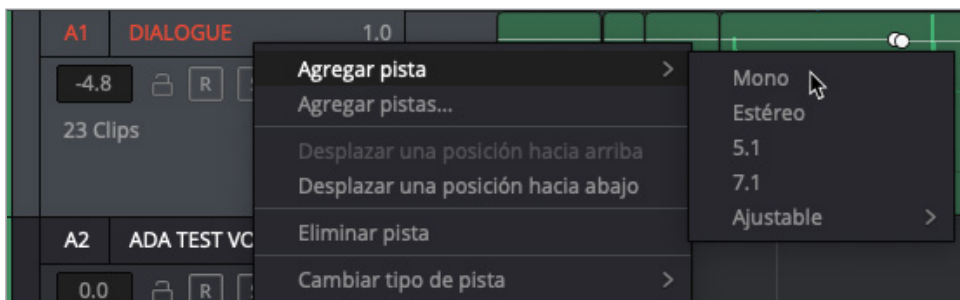 A1 DIALOGUE 1.0
Agregar pista
Mono
-4.8 R
Agregar pistas...
Estéreo
23 Clips
Desplazar una posición hacia arriba
5.1
Desplazar una posición hacia abajo
7.1
Ajustable
A2 ADA TEST VO
Eliminar pista
Cambiar tipo de pista
0.0 R